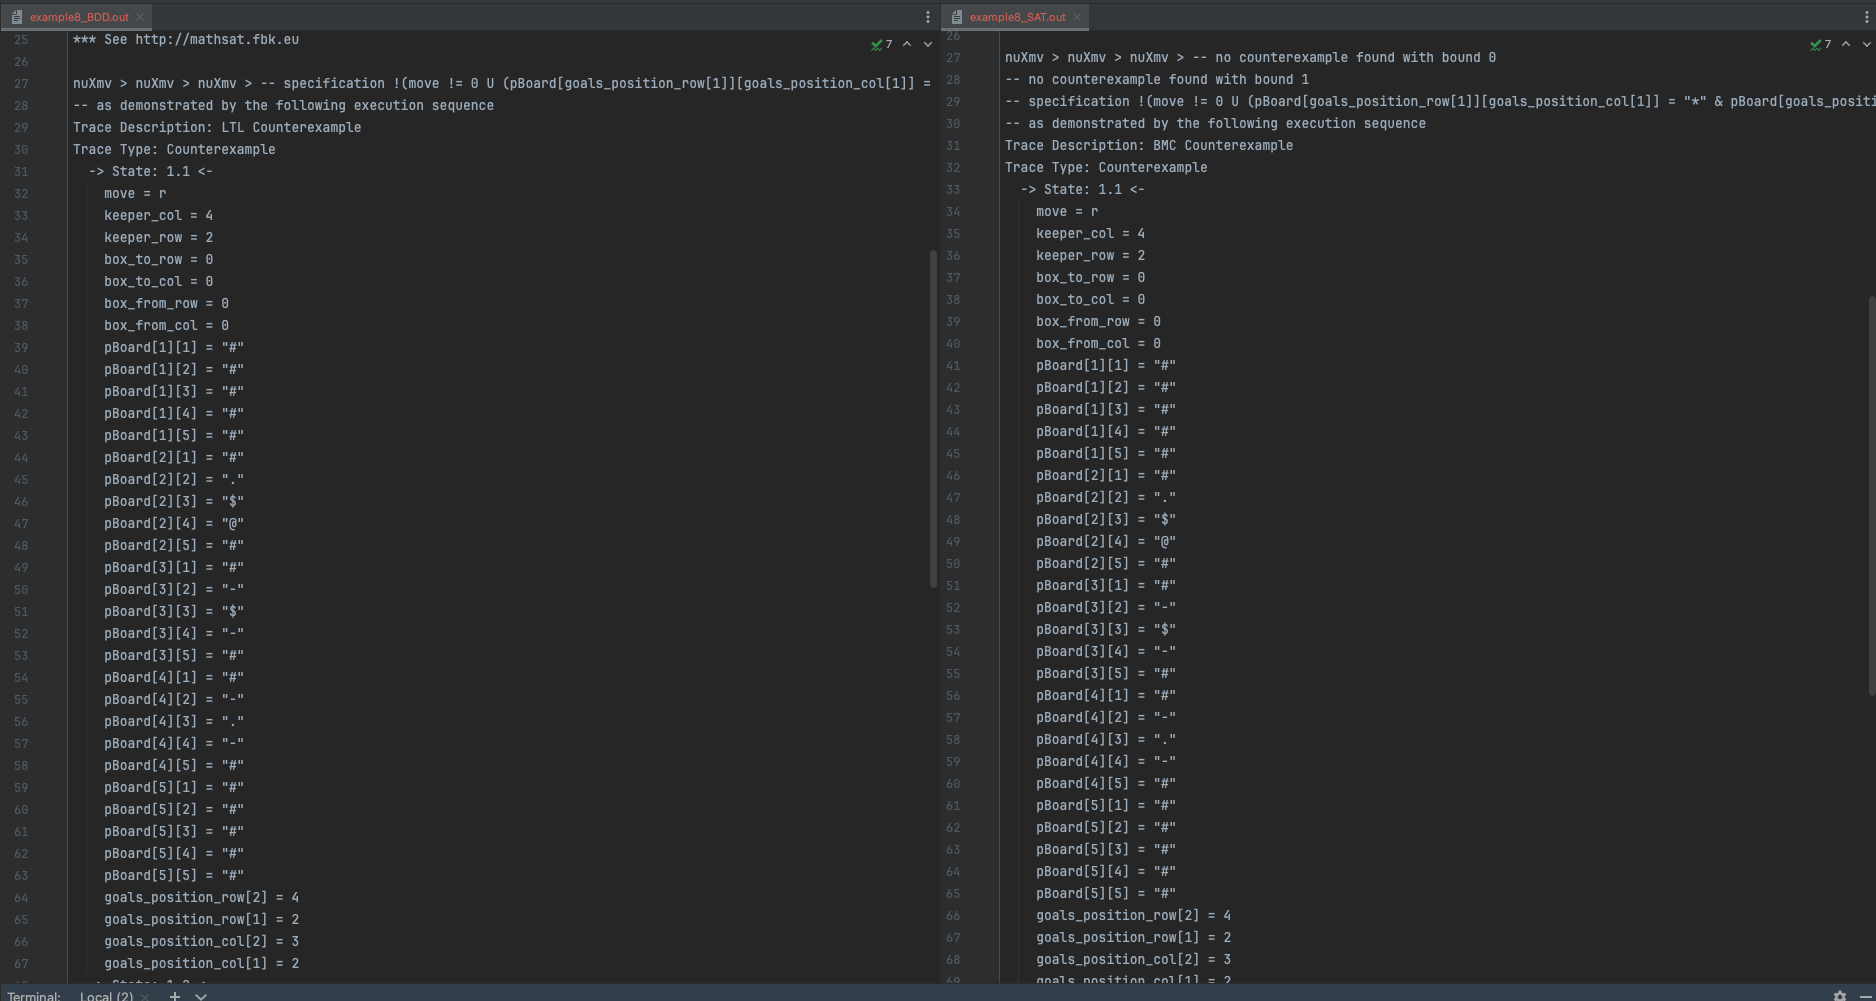 example8_BDD.out
25 *** See http://mathsat.fbk.eu
7
26
27 nuXmv > nuXmv > nuXmv > -- specification !(move != 0 U (pBoard[goals_position_row[1]][goals_position_col[1]] =
28 -- as demonstrated by the following execution sequence
29 Trace Description: LTL Counterexample
30 Trace Type: Counterexample
31 -> State: 1.1 <-
32 move = r
33 keeper_col = 4
34 keeper_row = 2
35 box_to_row = 0
36 box_to_col = 0
37 box_from_row = 0
38 box_from_col = 0
39 pBoard[1][1] = "#"
40 pBoard[1][2] = "#"
41 pBoard[1][3] = "#"
42 pBoard[1][4] = "#"
43 pBoard[1][5] = "#"
44 pBoard[2][1] = "#"
45 pBoard[2][2] = "."
46 pBoard[2][3] = "$"
47 pBoard[2][4] = "@"
48 pBoard[2][5] = "#"
49 pBoard[3][1] = "#"
50 pBoard[3][2] = "-"
51 pBoard[3][3] = "$"
52 pBoard[3][4] = "-"
53 pBoard[3][5] = "#"
54 pBoard[4][1] = "#"
55 pBoard[4][2] = "-"
56 pBoard[4][3] = "."
57 pBoard[4][4] = "-"
58 pBoard[4][5] = "#"
59 pBoard[5][1] = "#"
60 pBoard[5][2] = "#"
61 pBoard[5][3] = "#"
62 pBoard[5][4] = "#"
63 pBoard[5][5] = "#"
64 goals_position_row[2] = 4
65 goals_position_row[1] = 2
66 goals_position_col[2] = 3
67 goals_position_col[1] = 2
example8_SAT.out
26
7
27 nuXmv > nuXmv > nuXmv > -- no counterexample found with bound 0
28 -- no counterexample found with bound 1
29 -- specification !(move != 0 U (pBoard[goals_position_row[1]][goals_position_col[1]] = "*" & pBoard[goals_positi
30 -- as demonstrated by the following execution sequence
31 Trace Description: BMC Counterexample
32 Trace Type: Counterexample
33 -> State: 1.1 <-
34 move = r
35 keeper_col = 4
36 keeper_row = 2
37 box_to_row = 0
38 box_to_col = 0
39 box_from_row = 0
40 box_from_col = 0
41 pBoard[1][1] = "#"
42 pBoard[1][2] = "#"
43 pBoard[1][3] = "#"
44 pBoard[1][4] = "#"
45 pBoard[1][5] = "#"
46 pBoard[2][1] = "#"
47 pBoard[2][2] = "."
48 pBoard[2][3] = "$"
49 pBoard[2][4] = "@"
50 pBoard[2][5] = "#"
51 pBoard[3][1] = "#"
52 pBoard[3][2] = "-"
53 pBoard[3][3] = "$"
54 pBoard[3][4] = "-"
55 pBoard[3][5] = "#"
56 pBoard[4][1] = "#"
57 pBoard[4][2] = "-"
58 pBoard[4][3] = "."
59 pBoard[4][4] = "-"
60 pBoard[4][5] = "#"
61 pBoard[5][1] = "#"
62 pBoard[5][2] = "#"
63 pBoard[5][3] = "#"
64 pBoard[5][4] = "#"
65 pBoard[5][5] = "#"
66 goals_position_row[2] = 4
67 goals_position_row[1] = 2
68 goals_position_col[2] = 3
69 goals_position_col[1] = 2
Terminal: Local (2)